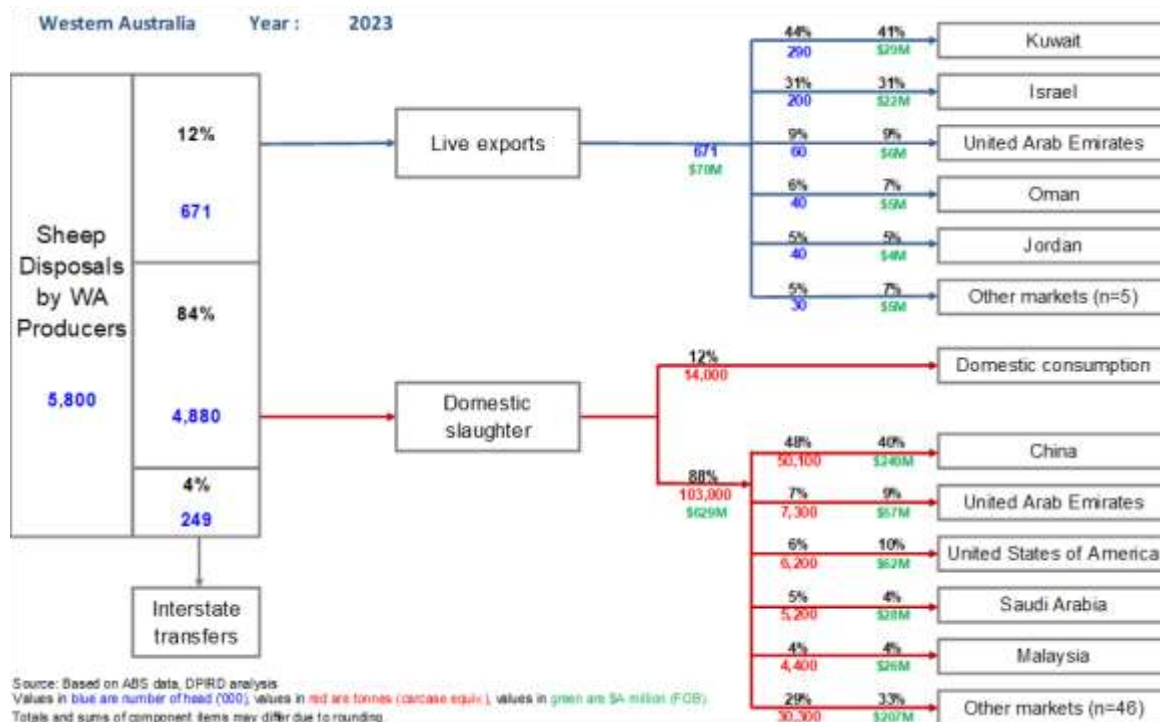 Western Australia Year : 2023
Sheep
Disposals
by WA
Producers
5,800
12%
671
84%
4,880
4%
249
Interstate
transfers
Live exports
671
$70M
44% 41%
290 $29M
Kuwait
31% 31%
200 $22M
Israel
9% 9%
60 $6M
United Arab Emirates
6% 7%
40 $5M
Oman
5% 5%
40 $4M
Jordan
5% 7%
30 $5M
Other markets (n=5)
Domestic
slaughter
12%
14,000
Domestic consumption
88%
103,000
$629M
48% 40%
50,100 $249M
China
7% 9%
7,300 $57M
United Arab Emirates
6% 10%
6,200 $62M
United States of America
5% 4%
5,200 $28M
Saudi Arabia
4% 4%
4,400 $26M
Malaysia
29% 33%
30,300 $207M
Other markets (n=46)
Source: Based on ABS data, DPIRD analysis
Values in blue are number of head ('000), values in red are tonnes (carcase equiv.), values in green are $A million (FOB)
Totals and sums of component items may differ due to rounding